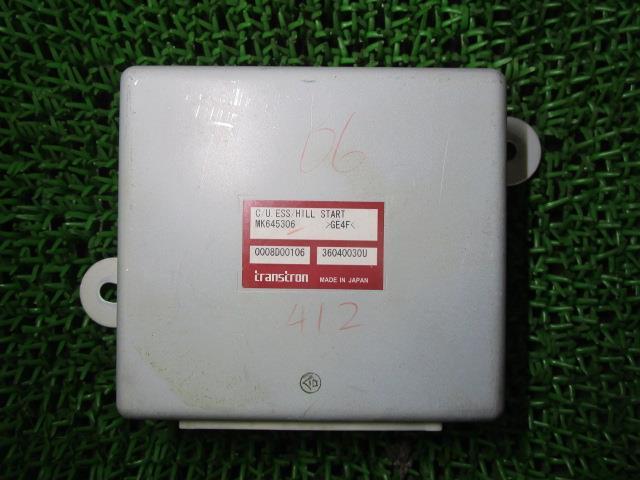 06
C/U ESS/HILL START
MK645306 >GE4F<
0008D00106 36040030U
transtron MADE IN JAPAN
412